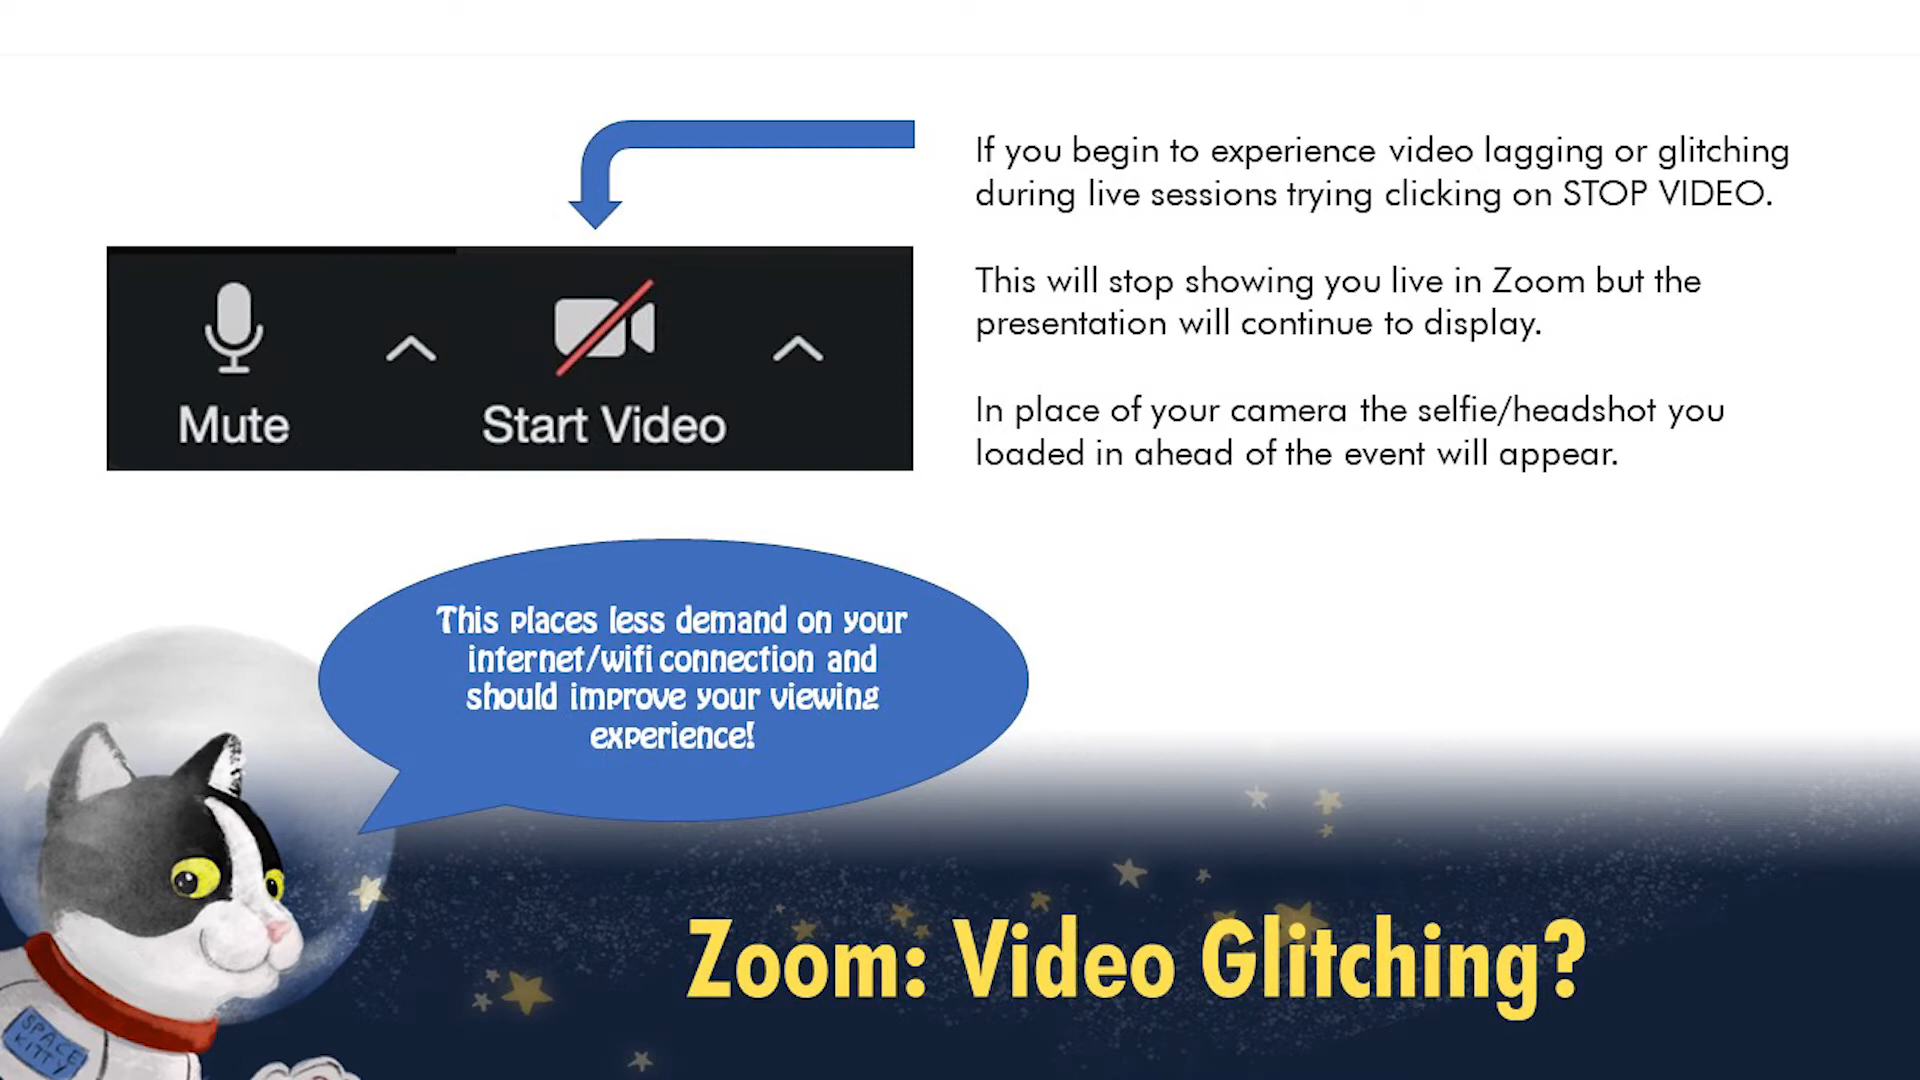 If you begin to experience video lagging or glitching
during live sessions trying clicking on STOP VIDEO.
This will stop showing you live in Zoom but the
presentation will continue to display.
In place of your camera the selfie/headshot you
loaded in ahead of the event will appear.
Mute
Start Video
This places less demand on your
internet/wifi connection and
should improve your viewing
experience!
Zoom: Video Glitching?
SPACE
KITTY